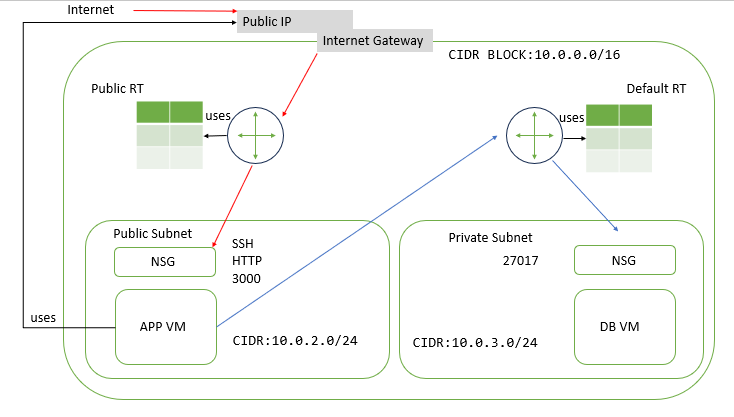 Internet
Public IP
Internet Gateway
CIDR BLOCK:10.0.0.0/16
Public RT
Default RT
uses
uses
Public Subnet
Private Subnet
SSH
HTTP
3000
NSG
27017
NSG
uses
APP VM
DB VM
CIDR:10.0.2.0/24
CIDR:10.0.3.0/24